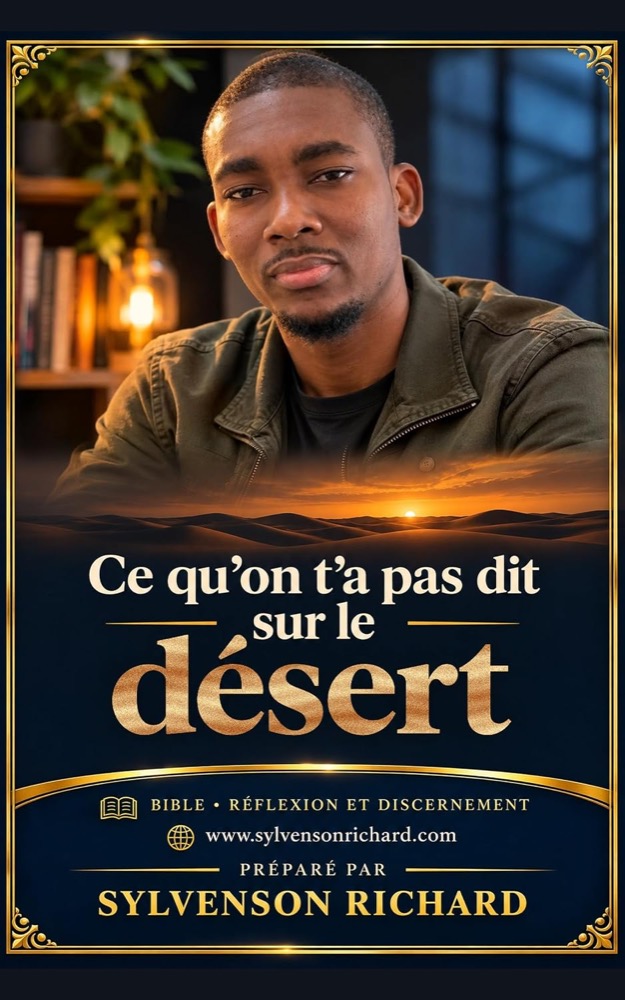 Ce qu’on t’a pas dit
sur le
désert
BIBLE • RÉFLEXION ET DISCERNEMENT
www.sylvensonrichard.com
PRÉPARÉ PAR
SYLVENSON RICHARD